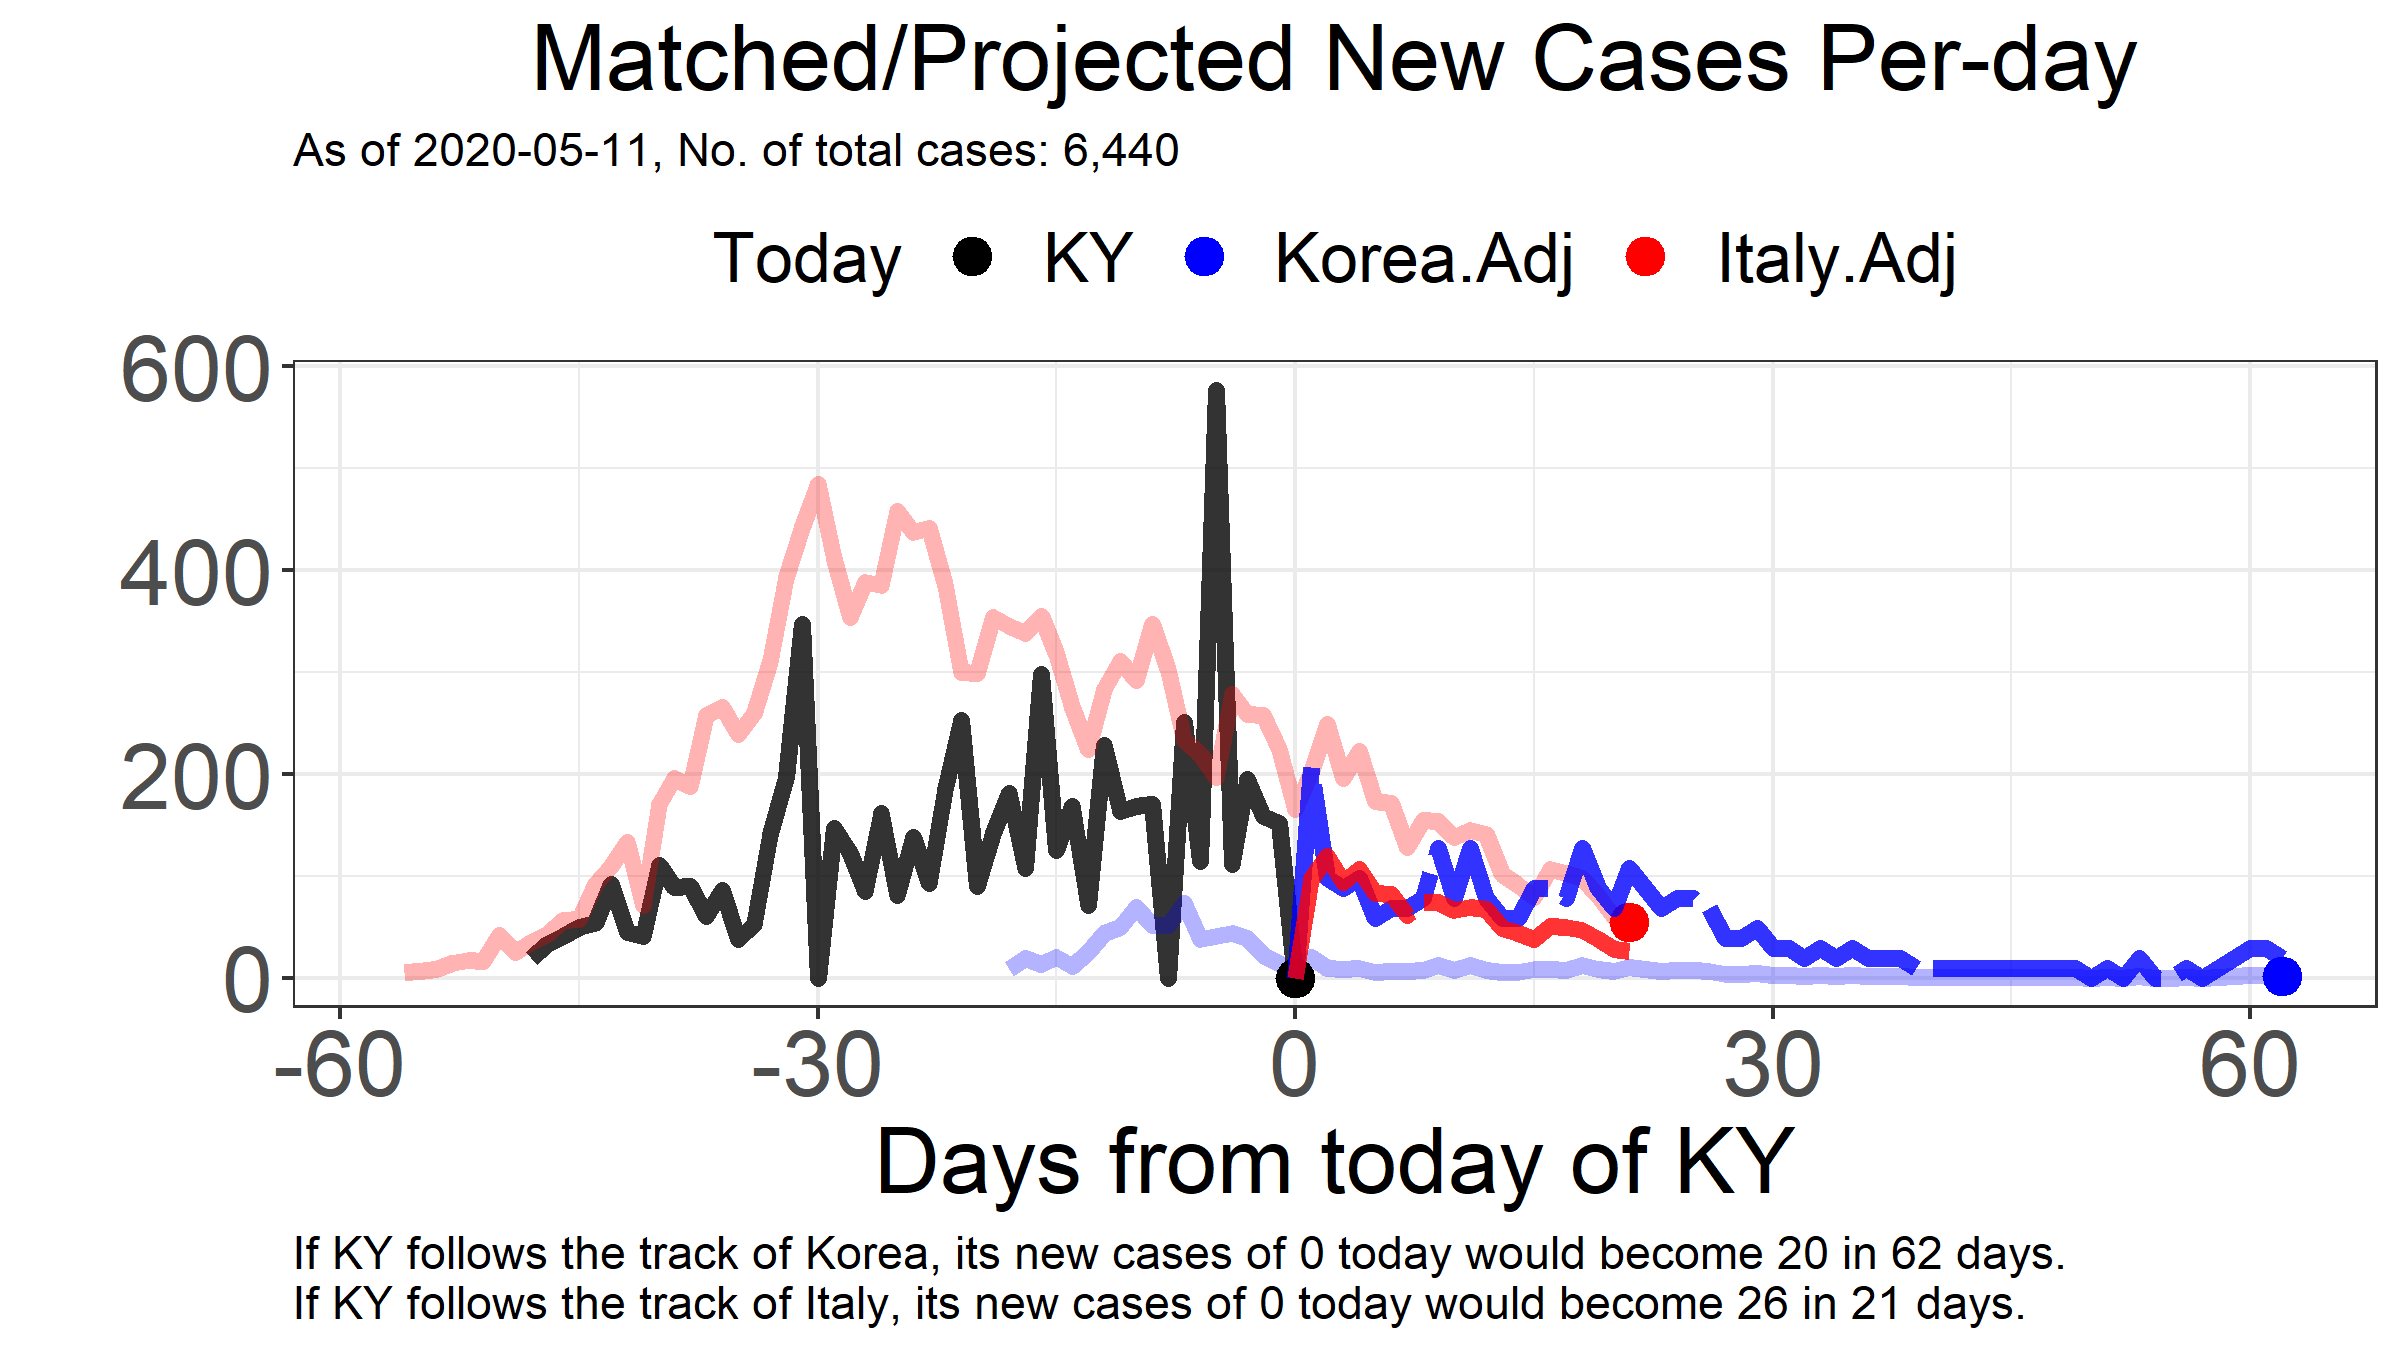 Matched/Projected New Cases Per-day
As of 2020-05-11, No. of total cases: 6,440
Today KY Korea.Adj Italy.Adj
600
400
200
0
-60 -30 0 30 60
Days from today of KY
If KY follows the track of Korea, its new cases of 0 today would become 20 in 62 days.
If KY follows the track of Italy, its new cases of 0 today would become 26 in 21 days.